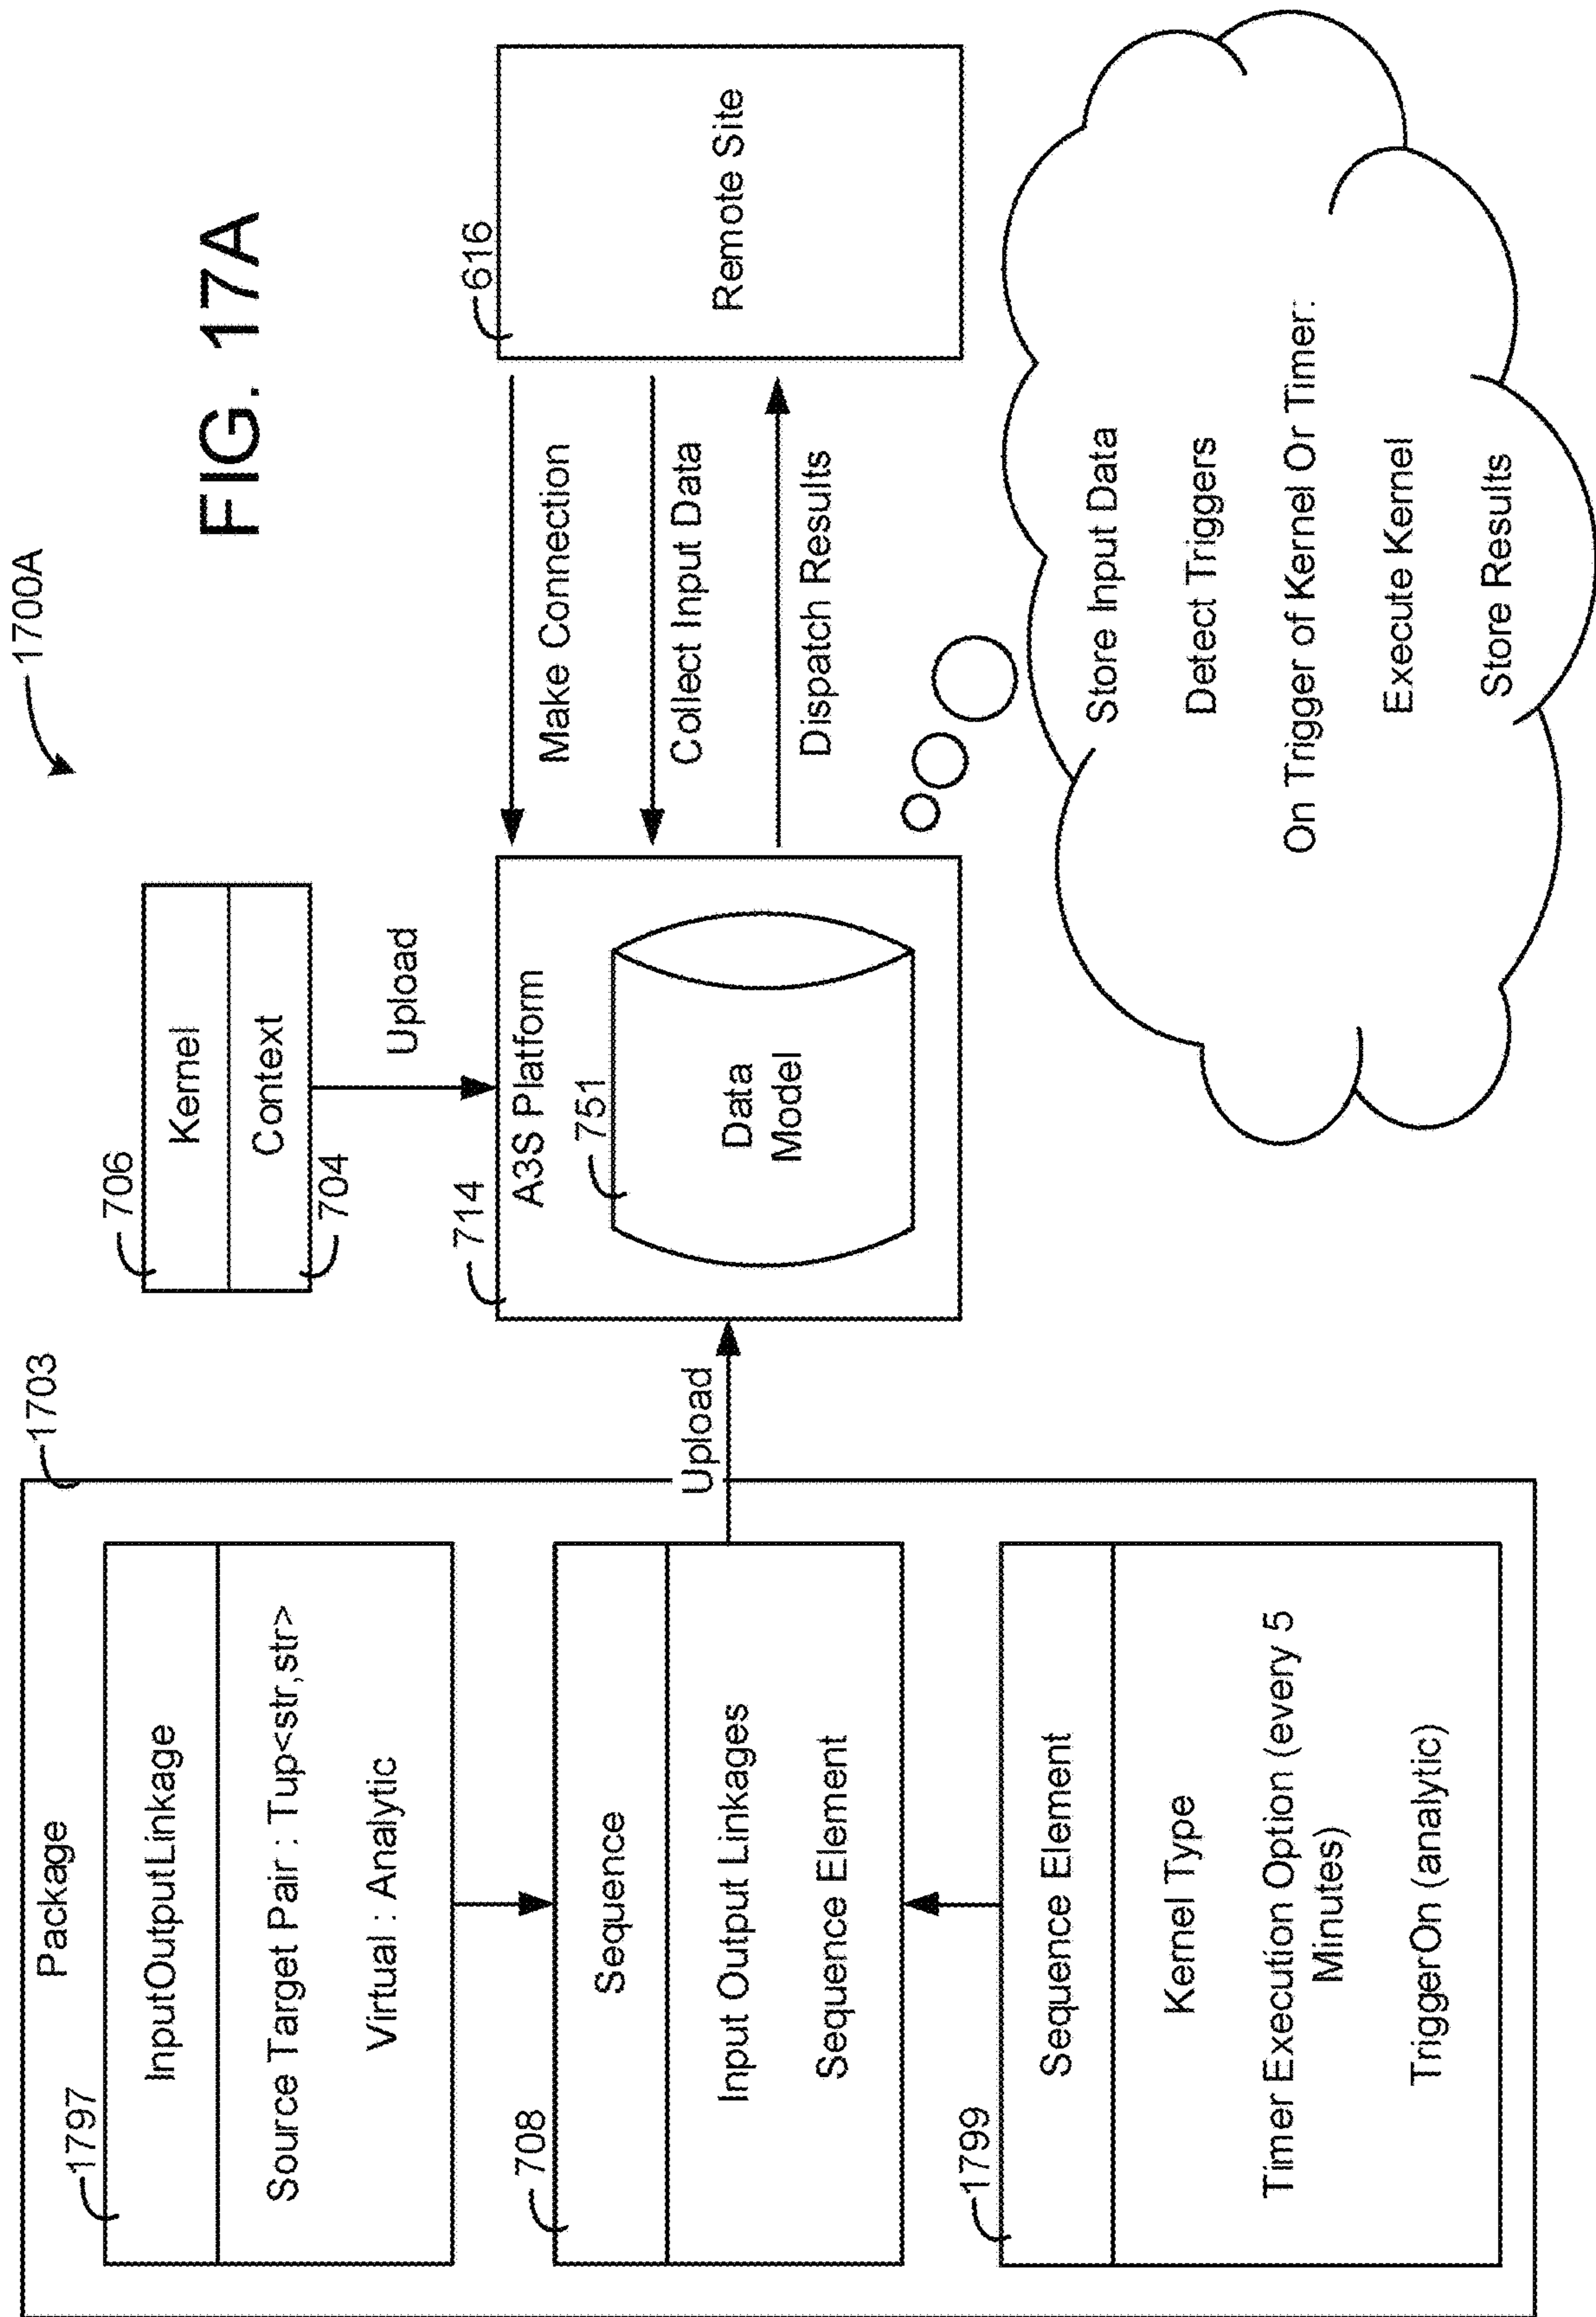 1700A
FIG. 17A
Package
1703
1797
InputOutputLinkage
Source Target Pair : Tup<str,str>
Virtual : Analytic
708
Sequence
Input Output Linkages
Sequence Element
1799
Sequence Element
Kernel Type
Timer Execution Option (every 5
Minutes)
TriggerOn (analytic)
Upload
706
Kernel
Context
704
Upload
714
A3S Platform
751
Data
Model
Make Connection
Collect Input Data
Dispatch Results
616
Remote Site
Store Input Data
Detect Triggers
On Trigger of Kernel Or Timer:
Execute Kernel
Store Results